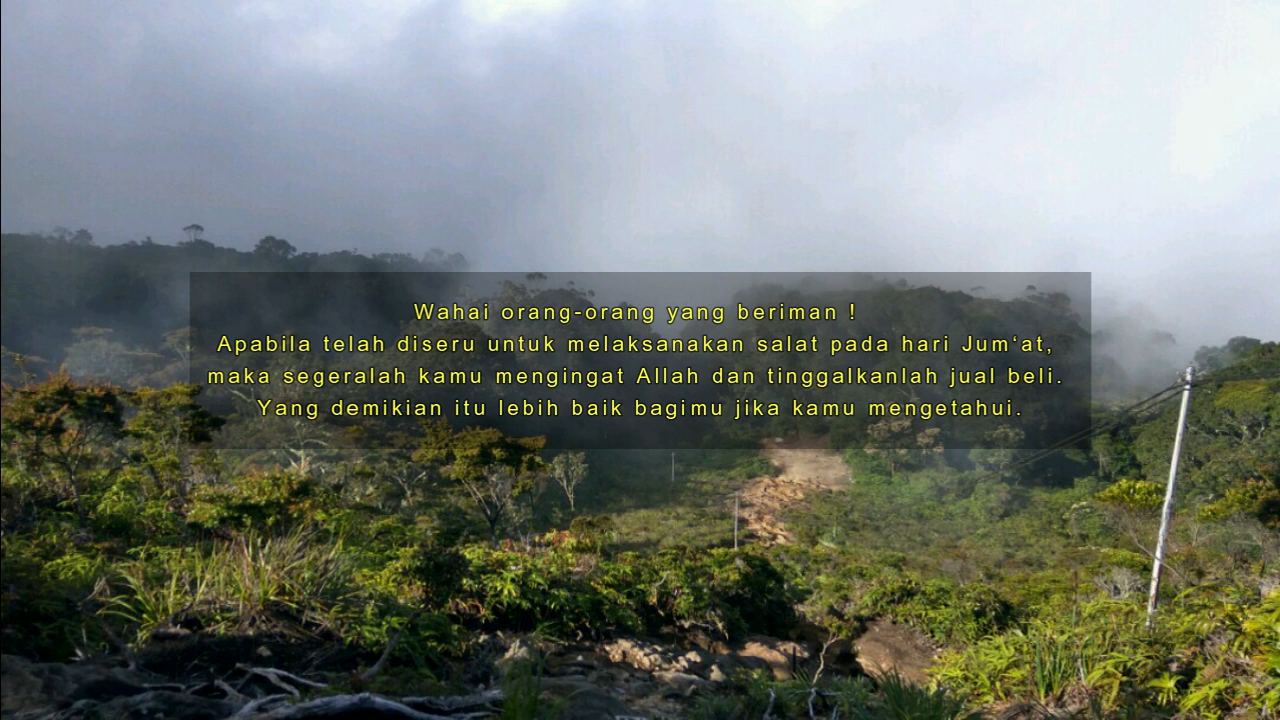 Wahai orang-orang yang beriman !
Apabila telah diseru untuk melaksanakan salat pada hari Jum‘at,
maka segeralah kamu mengingat Allah dan tinggalkanlah jual beli.
Yang demikian itu lebih baik bagimu jika kamu mengetahui.